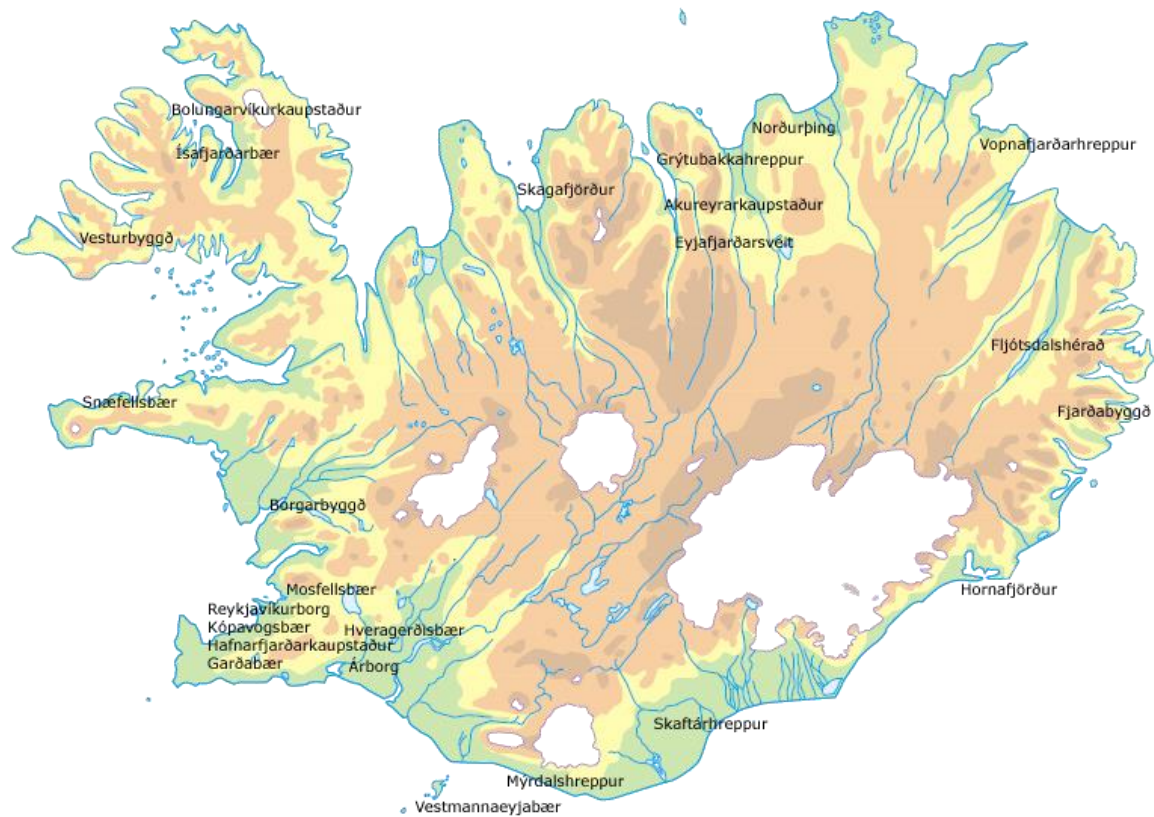 Bolungarvíkurkaupstaður
Ísafjarðarbær
Vesturbyggð
Norðurþing
Vopnafjarðarhreppur
Grýtubakkahreppur
Skagafjörður
Akureyrarkaupstaður
Eyjafjarðarsveit
Fljótsdalshérað
Snæfellsbær
Fjarðabyggð
Borgarbyggð
Mosfellsbær
Hornafjörður
Reykjavíkurborg
Kópavogsbær
Hveragerðisbær
Hafnarfjarðarkaupstaður
Garðabær
Árborg
Skaftárhreppur
Mýrdalshreppur
Vestmannaeyjabær